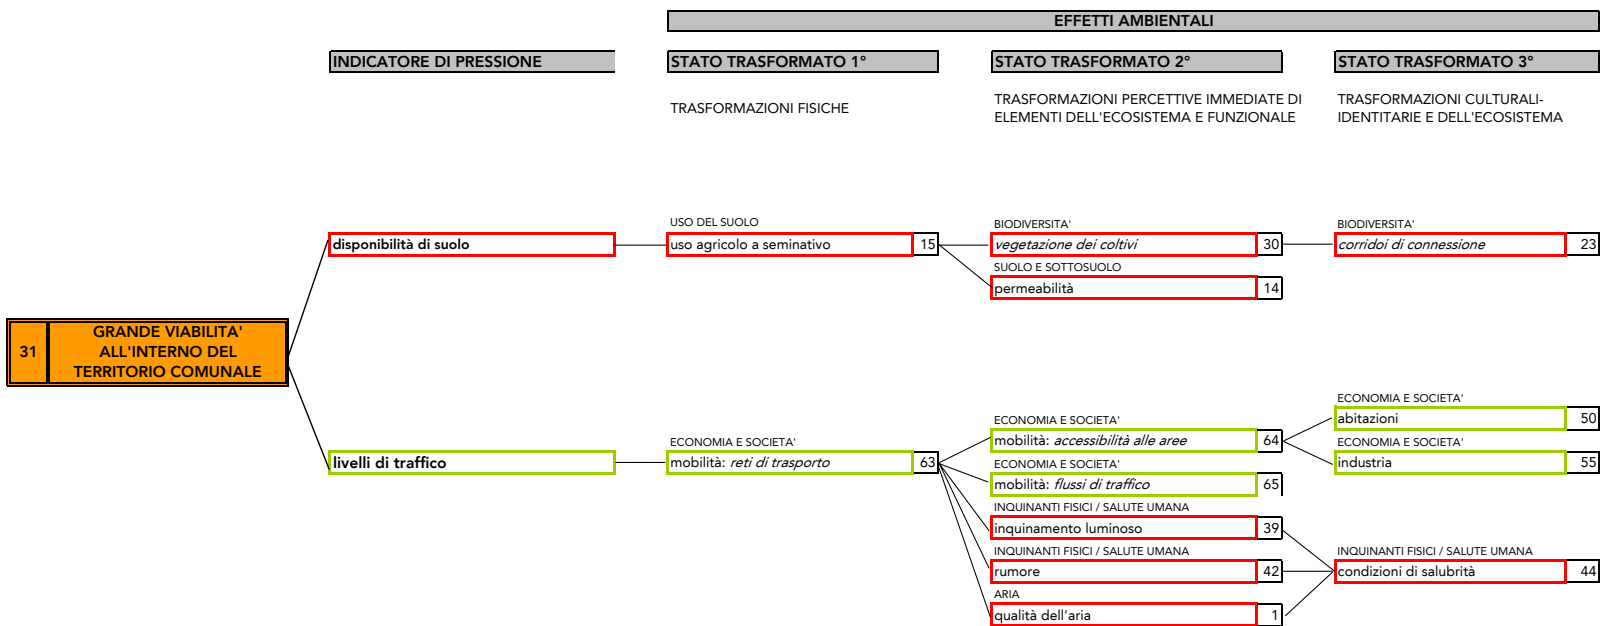 EFFETTI AMBIENTALI
INDICATORE DI PRESSIONE
STATO TRASFORMATO 1°
STATO TRASFORMATO 2°
STATO TRASFORMATO 3°
TRASFORMAZIONI FISICHE
TRASFORMAZIONI PERCETTIVE IMMEDIATE DI
ELEMENTI DELL'ECOSISTEMA E FUNZIONALE
TRASFORMAZIONI CULTURALI-
IDENTITARIE E DELL'ECOSISTEMA
USO DEL SUOLO
BIODIVERSITA'
BIODIVERSITA'
disponibilità di suolo
uso agricolo a seminativo 15
vegetazione dei coltivi 30
corridoi di connessione 23
SUOLO E SOTTOSUOLO
permeabilità 14
31
GRANDE VIABILITA'
ALL'INTERNO DEL
TERRITORIO COMUNALE
ECONOMIA E SOCIETA'
abitazioni 50
ECONOMIA E SOCIETA'
mobilità: accessibilità alle aree 64
ECONOMIA E SOCIETA'
ECONOMIA E SOCIETA'
livelli di traffico
mobilità: reti di trasporto 63
industria 55
ECONOMIA E SOCIETA'
mobilità: flussi di traffico 65
INQUINANTI FISICI / SALUTE UMANA
inquinamento luminoso 39
INQUINANTI FISICI / SALUTE UMANA
INQUINANTI FISICI / SALUTE UMANA
rumore 42
condizioni di salubrità 44
ARIA
qualità dell'aria 1